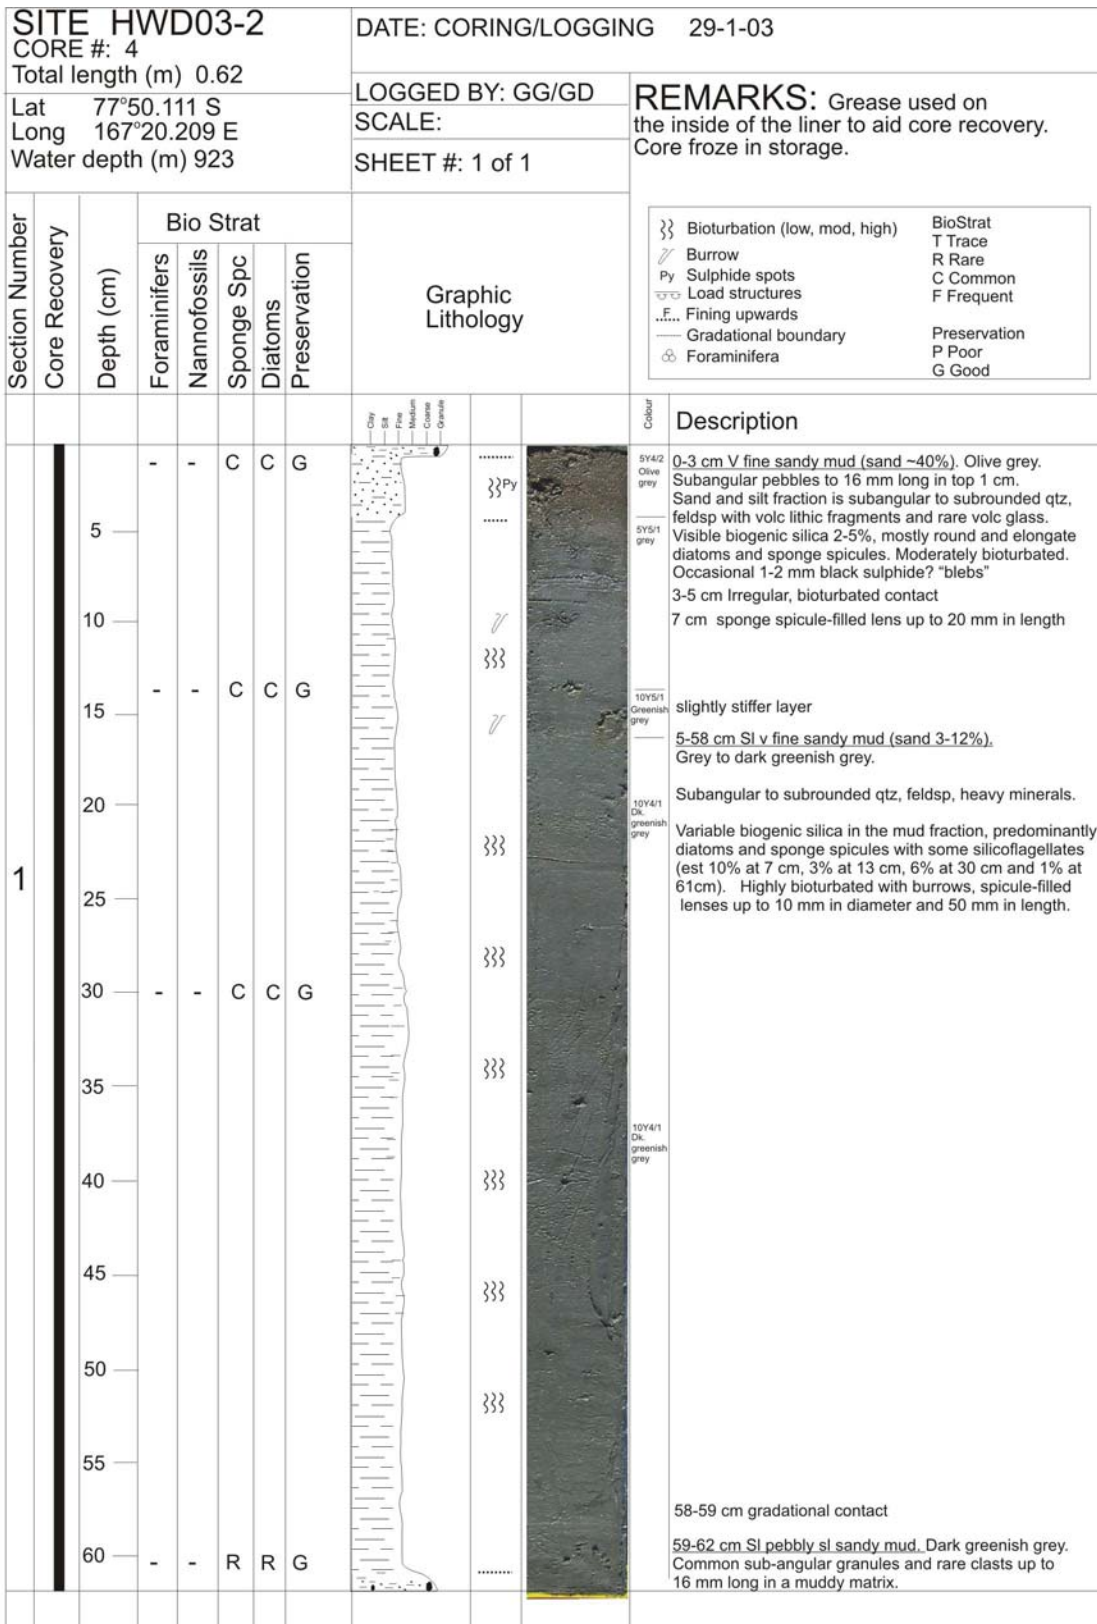 SITE HWD03-2
CORE #: 4
Total length (m) 0.62
Lat 77°50.111 S
Long 167°20.209 E
Water depth (m) 923
DATE: CORING/LOGGING 29-1-03
LOGGED BY: GG/GD
SCALE:
SHEET #: 1 of 1
REMARKS: Grease used on
the inside of the liner to aid core recovery.
Core froze in storage.
Section Number
Core Recovery
Depth (cm)
Bio Strat
Foraminifers
Nannofossils
Sponge Spc
Diatoms
Preservation
Graphic
Lithology
Bioturbation (low, mod, high)
Burrow
Py Sulphide spots
Load structures
F Fining upwards
Gradational boundary
Foraminifera
BioStrat
T Trace
R Rare
C Common
F Frequent
Preservation
P Poor
G Good
Clay
Silt
Fine
Medium
Coarse
Granule
Colour
Description
- - C C G
Py
5Y4/2
Olive
grey
0-3 cm V fine sandy mud (sand ~40%). Olive grey.
Subangular pebbles to 16 mm long in top 1 cm.
Sand and silt fraction is subangular to subrounded qtz,
feldsp with volc lithic fragments and rare volc glass.
Visible biogenic silica 2-5%, mostly round and elongate
diatoms and sponge spicules. Moderately bioturbated.
Occasional 1-2 mm black sulphide? "blebs"
5
5Y5/1
grey
3-5 cm Irregular, bioturbated contact
7 cm sponge spicule-filled lens up to 20 mm in length
10
- - C C G
15
10Y5/1
Greenish
grey
slightly stiffer layer
5-58 cm Sl v fine sandy mud (sand 3-12%).
Grey to dark greenish grey.
Subangular to subrounded qtz, feldsp, heavy minerals.
20
10Y4/1
Dk.
greenish
grey
Variable biogenic silica in the mud fraction, predominantly
diatoms and sponge spicules with some silicoflagellates
(est 10% at 7 cm, 3% at 13 cm, 6% at 30 cm and 1% at
61cm). Highly bioturbated with burrows, spicule-filled
lenses up to 10 mm in diameter and 50 mm in length.
1
25
30 - - C C G
35
10Y4/1
Dk.
greenish
grey
40
45
50
55
58-59 cm gradational contact
60 - - R R G
59-62 cm Sl pebbly sl sandy mud. Dark greenish grey.
Common sub-angular granules and rare clasts up to
16 mm long in a muddy matrix.